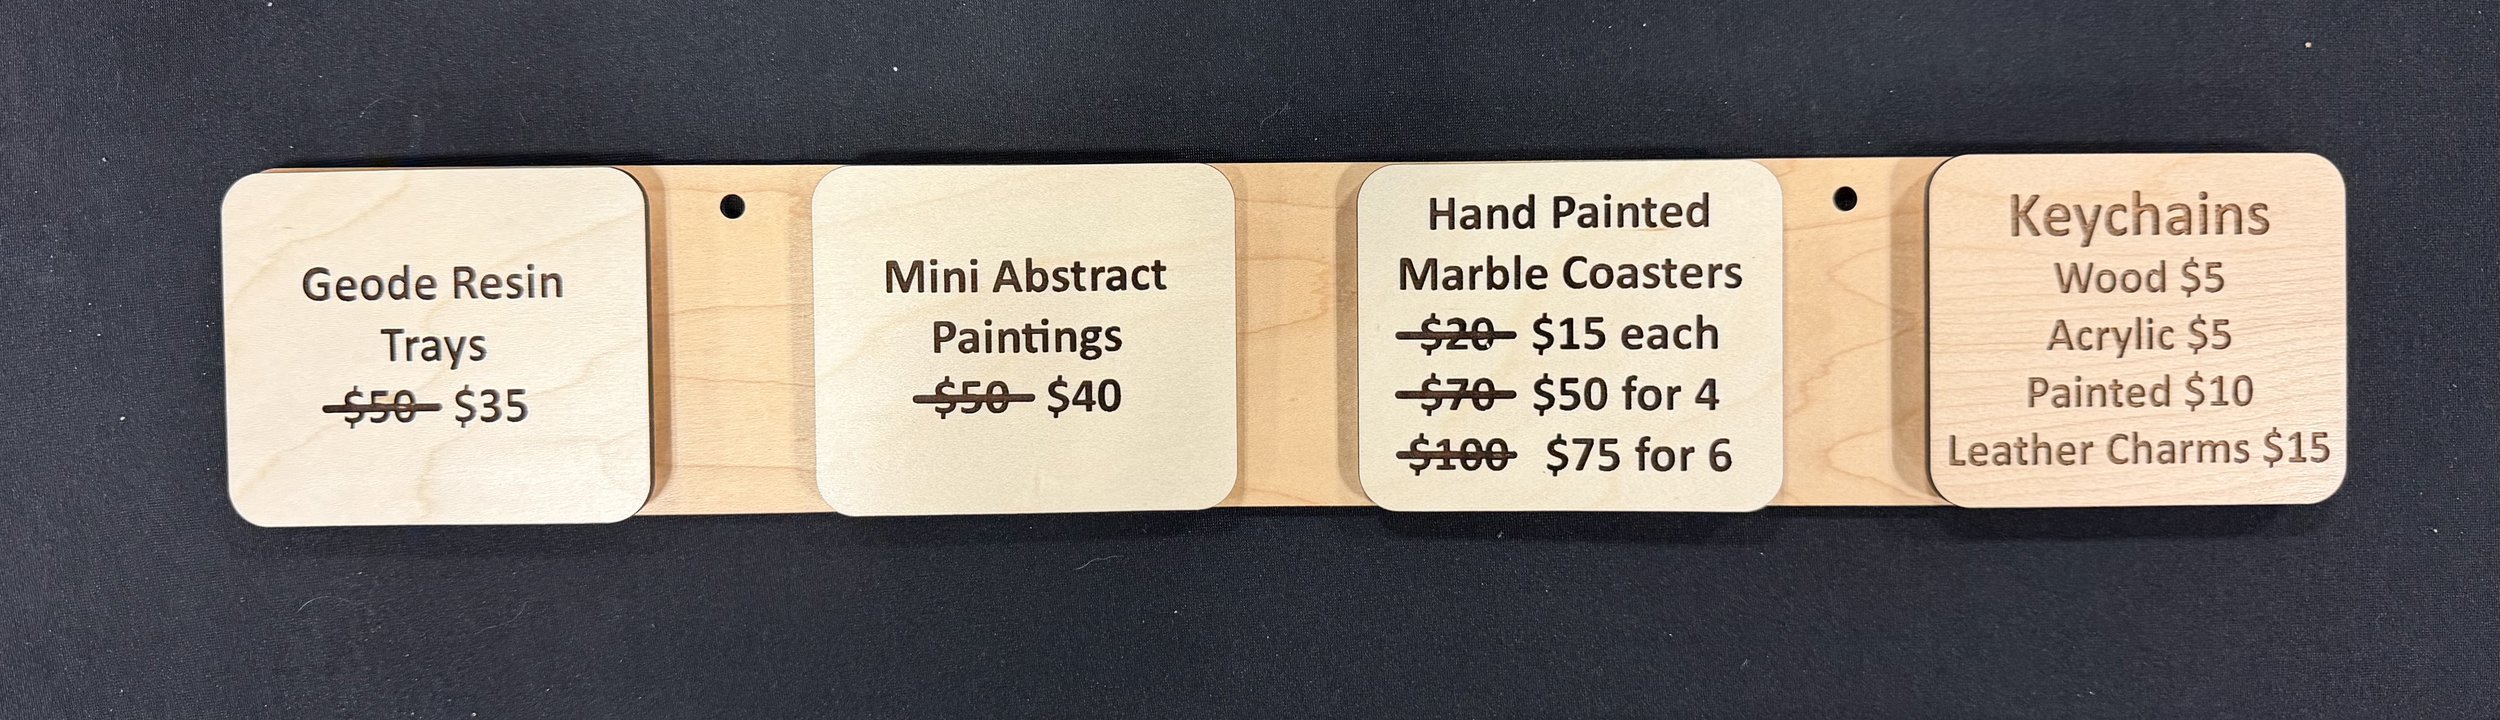 Geode Resin
Trays
$50 $35
Mini Abstract
Paintings
$50 $40
Hand Painted
Marble Coasters
$20 $15 each
$70 $50 for 4
$100 $75 for 6
Keychains
Wood $5
Acrylic $5
Painted $10
Leather Charms $15